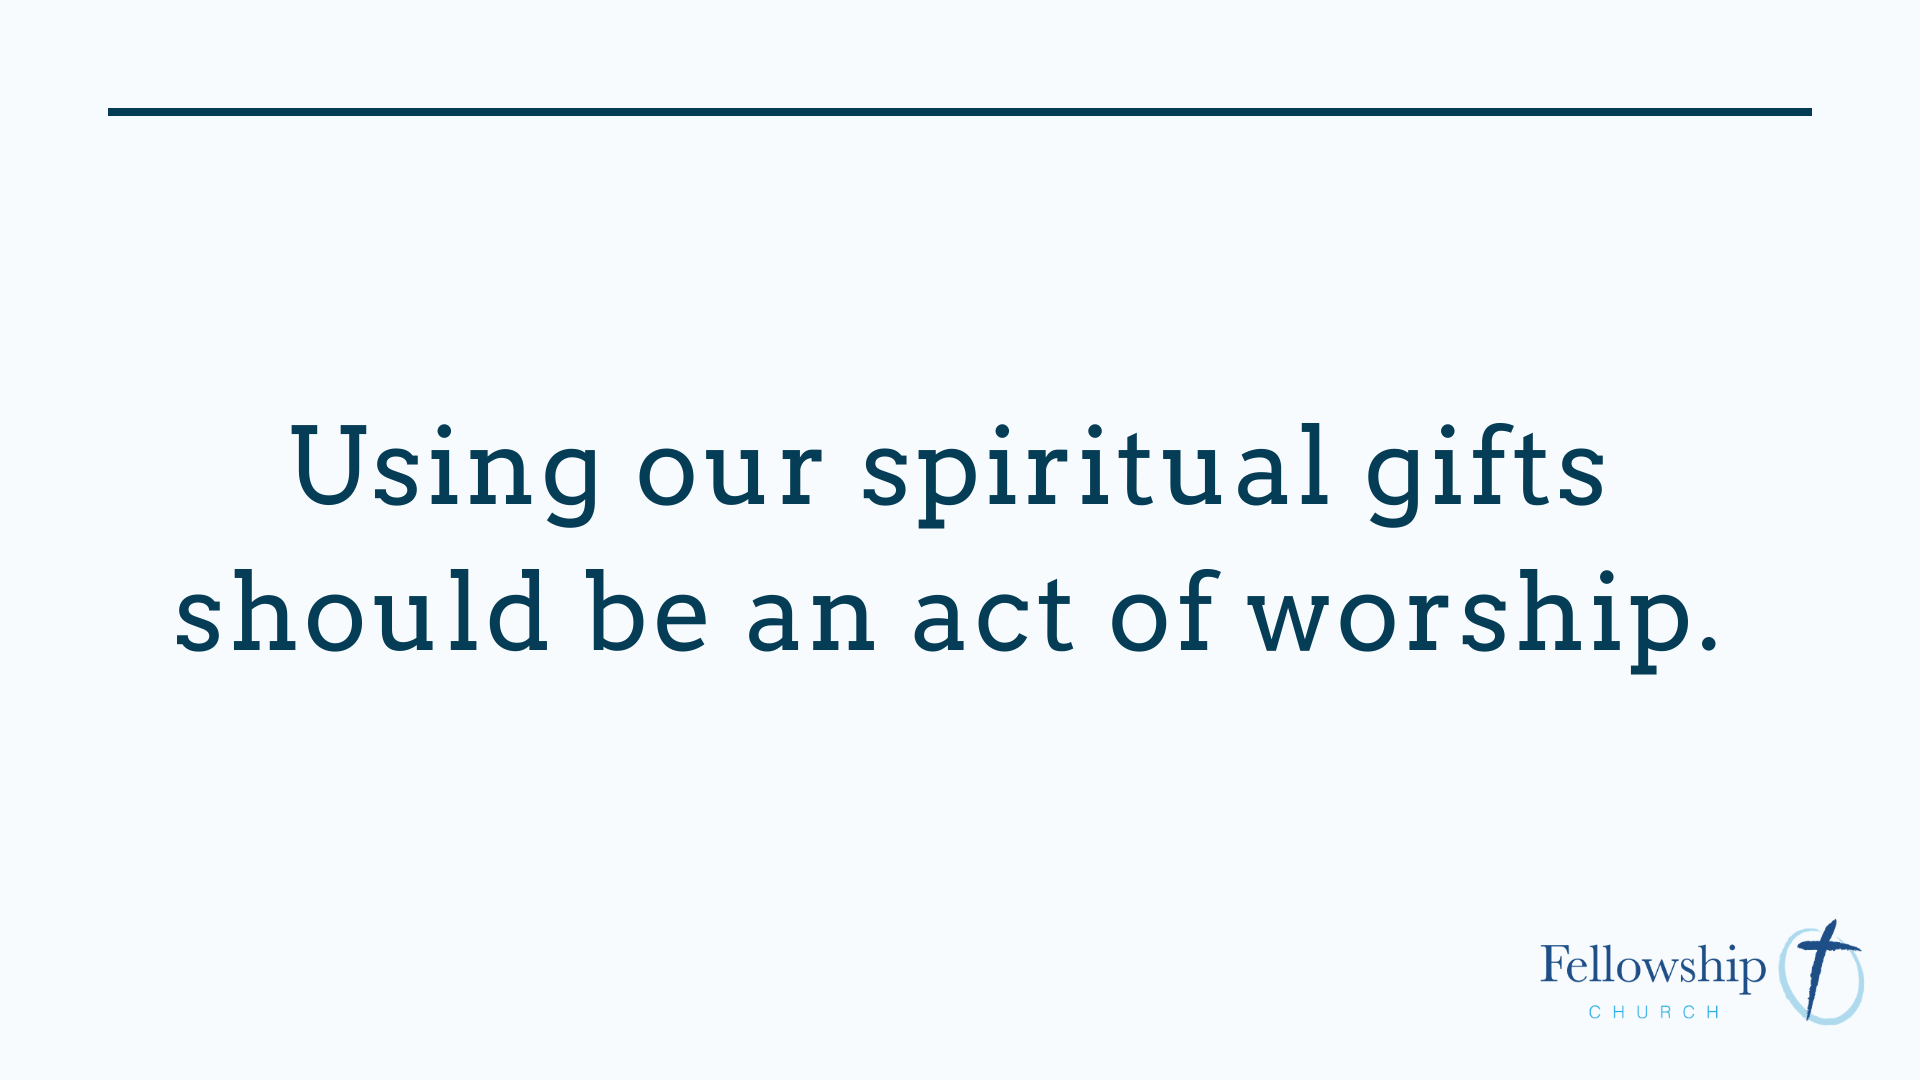 Using our spiritual gifts
should be an act of worship.
Fellowship
CHURCH